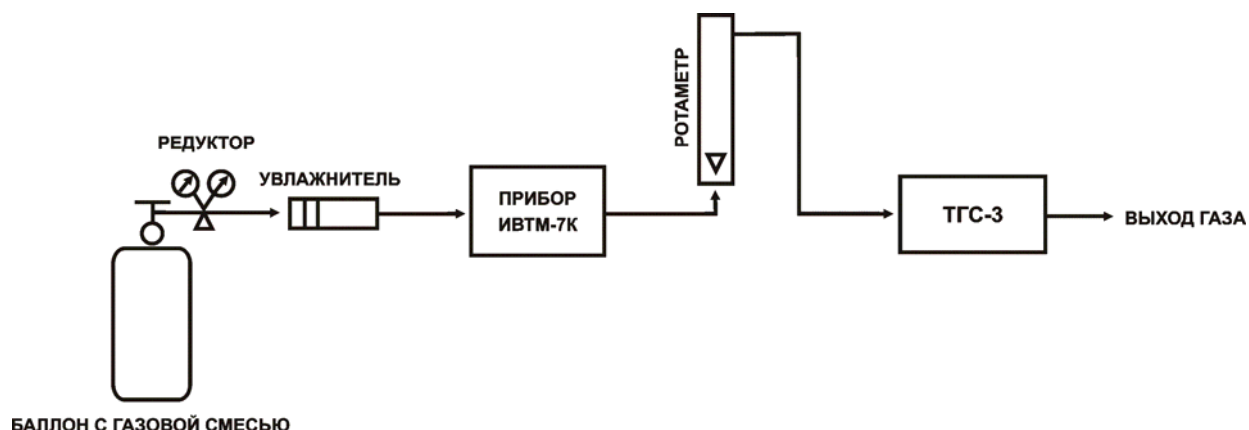 РЕДУКТОР
УВЛАЖНИТЕЛЬ
ПРИБОР
ИВТМ-7К
РОТАМЕТР
ТГС-3
ВЫХОД ГАЗА
БАЛЛОН С ГАЗОВОЙ СМЕСЬЮ